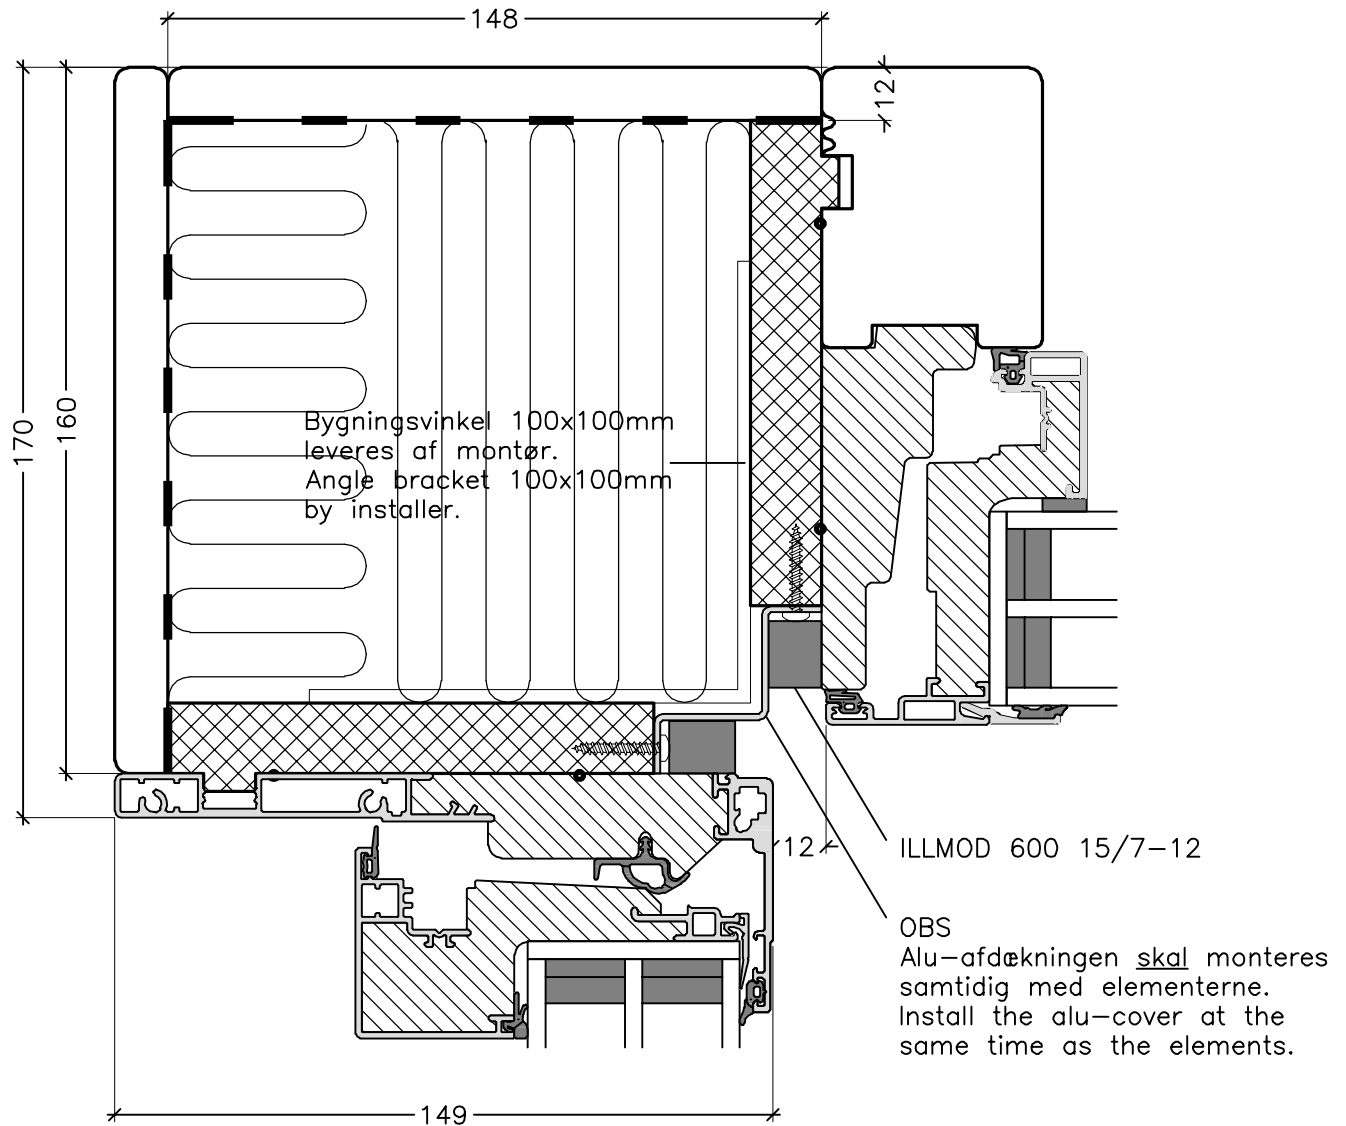 148
12
170
160
Bygningsvinkel 100x100mm
leveres af montør.
Angle bracket 100x100mm
by installer.
12
ILLMOD 600 15/7-12
OBS
Alu-afdækningen skal monteres
samtidig med elementerne.
Install the alu-cover at the
same time as the elements.
149